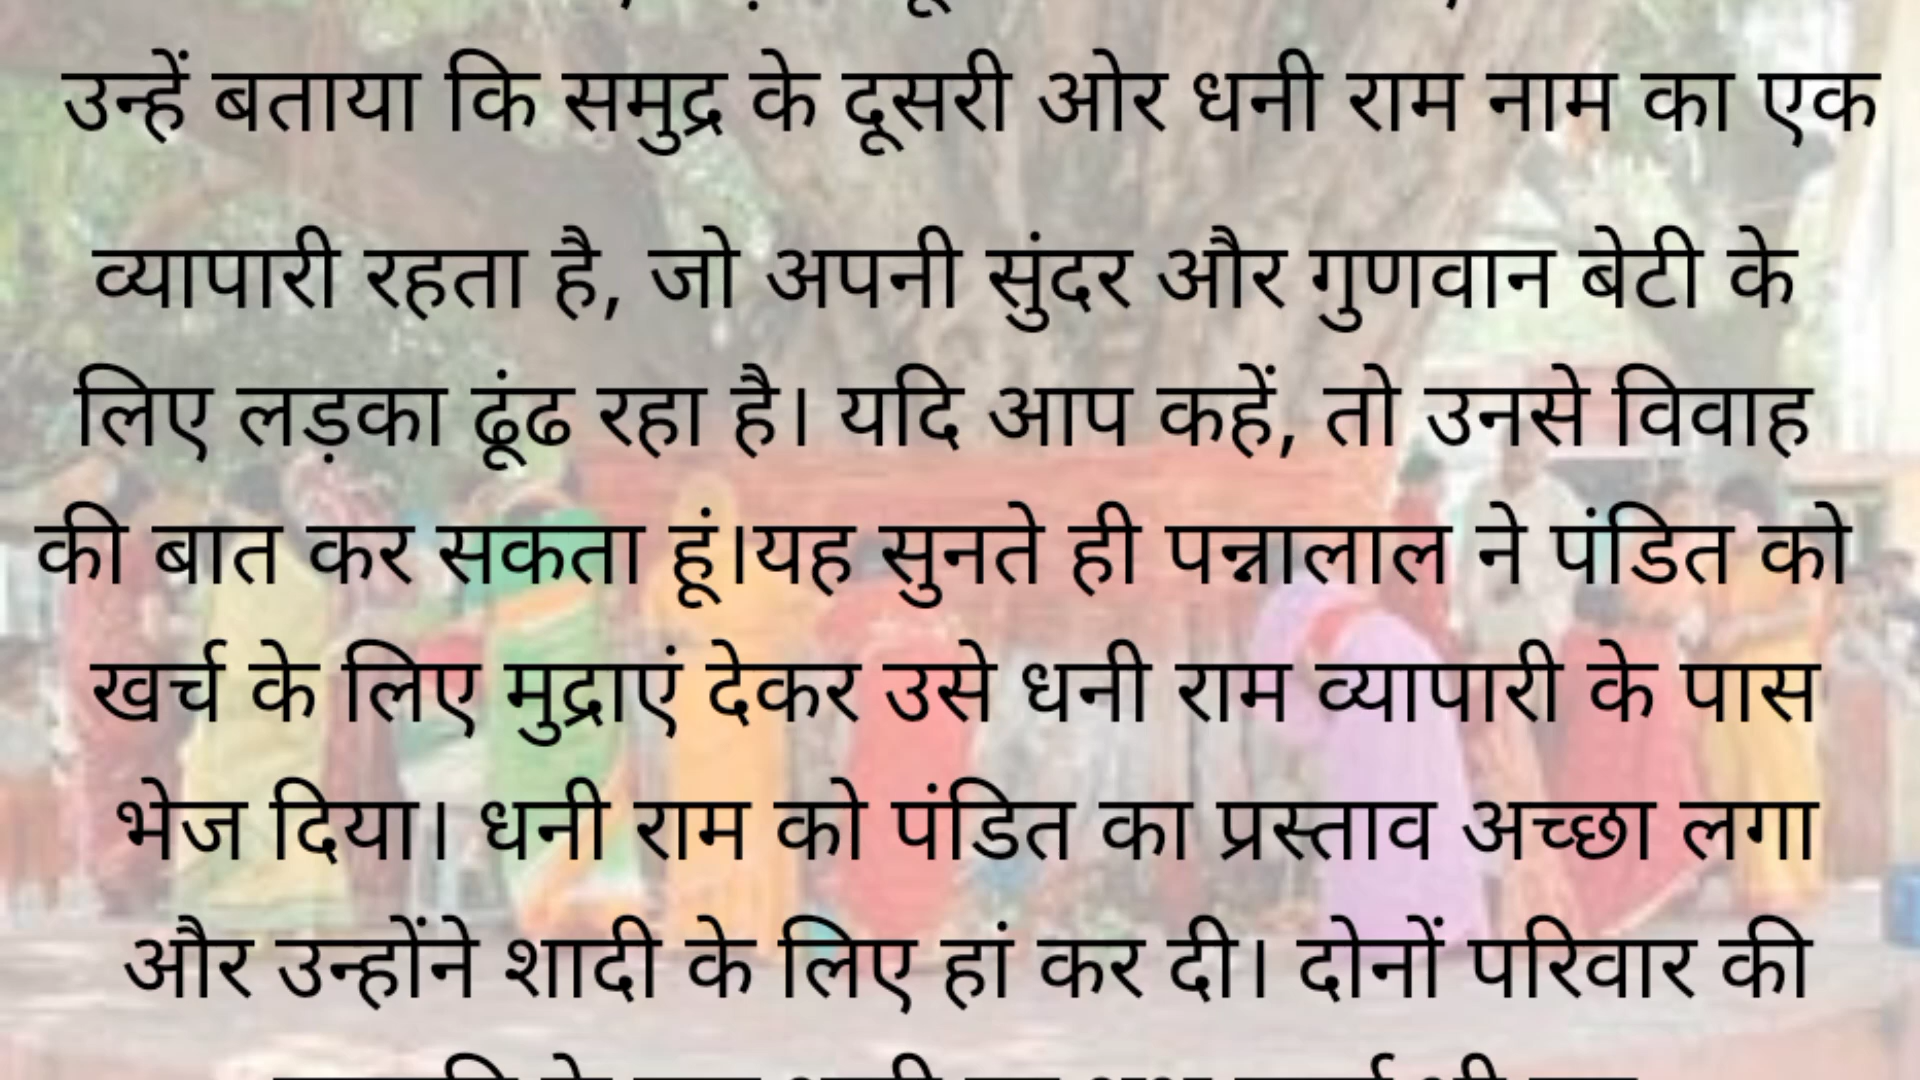 उन्हें बताया कि समुद्र के दूसरी ओर धनी राम नाम का एक
व्यापारी रहता है, जो अपनी सुंदर और गुणवान बेटी के
लिए लड़का ढूंढ रहा है। यदि आप कहें, तो उनसे विवाह
की बात कर सकता हूं।यह सुनते ही पन्नालाल ने पंडित को
खर्च के लिए मुद्राएं देकर उसे धनी राम व्यापारी के पास
भेज दिया। धनी राम को पंडित का प्रस्ताव अच्छा लगा
और उन्होंने शादी के लिए हां कर दी। दोनों परिवार की